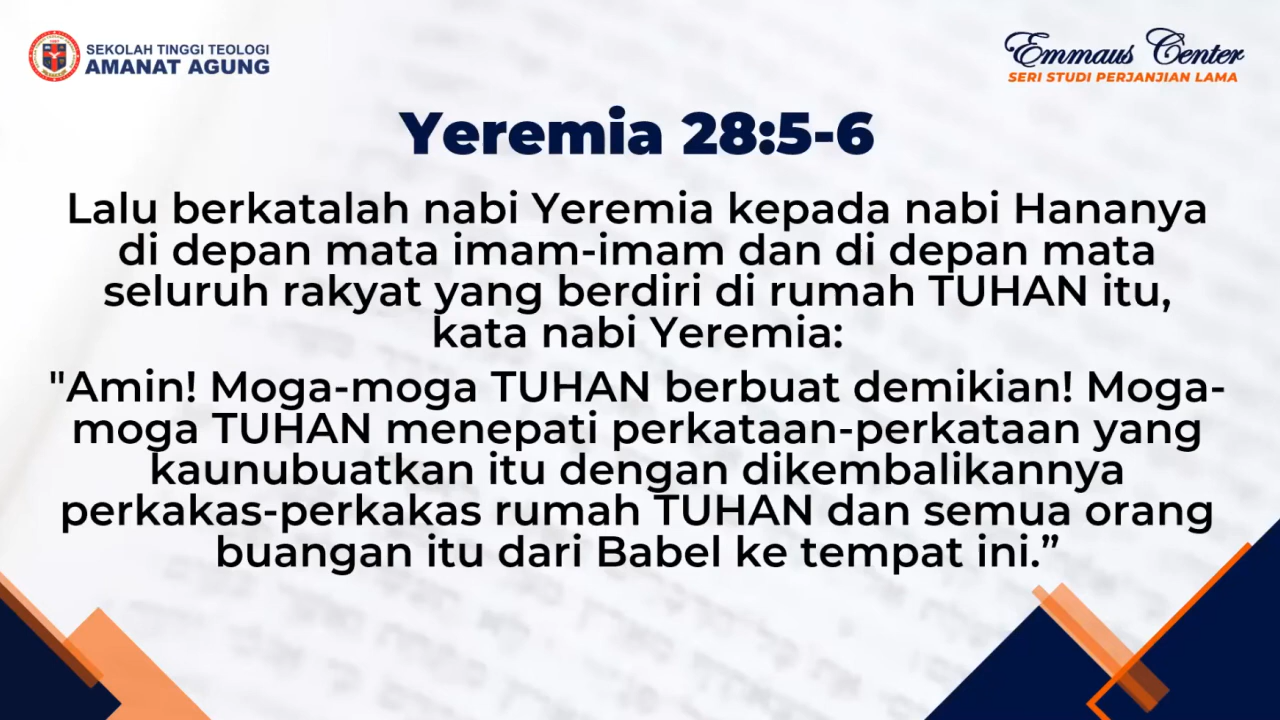 SEKOLAH TINGGI TEOLOGI
AMANAT AGUNG
Emmaus Center
SERI STUDI PERJANJIAN LAMA
Yeremia 28:5-6
Lalu berkatalah nabi Yeremia kepada nabi Hananya
di depan mata imam-imam dan di depan mata
seluruh rakyat yang berdiri di rumah TUHAN itu,
kata nabi Yeremia:
"Amin! Moga-moga TUHAN berbuat demikian! Moga-
moga TUHAN menepati perkataan-perkataan yang
kaunubuatkan itu dengan dikembalikannya
perkakas-perkakas rumah TUHAN dan semua orang
buangan itu dari Babel ke tempat ini.”